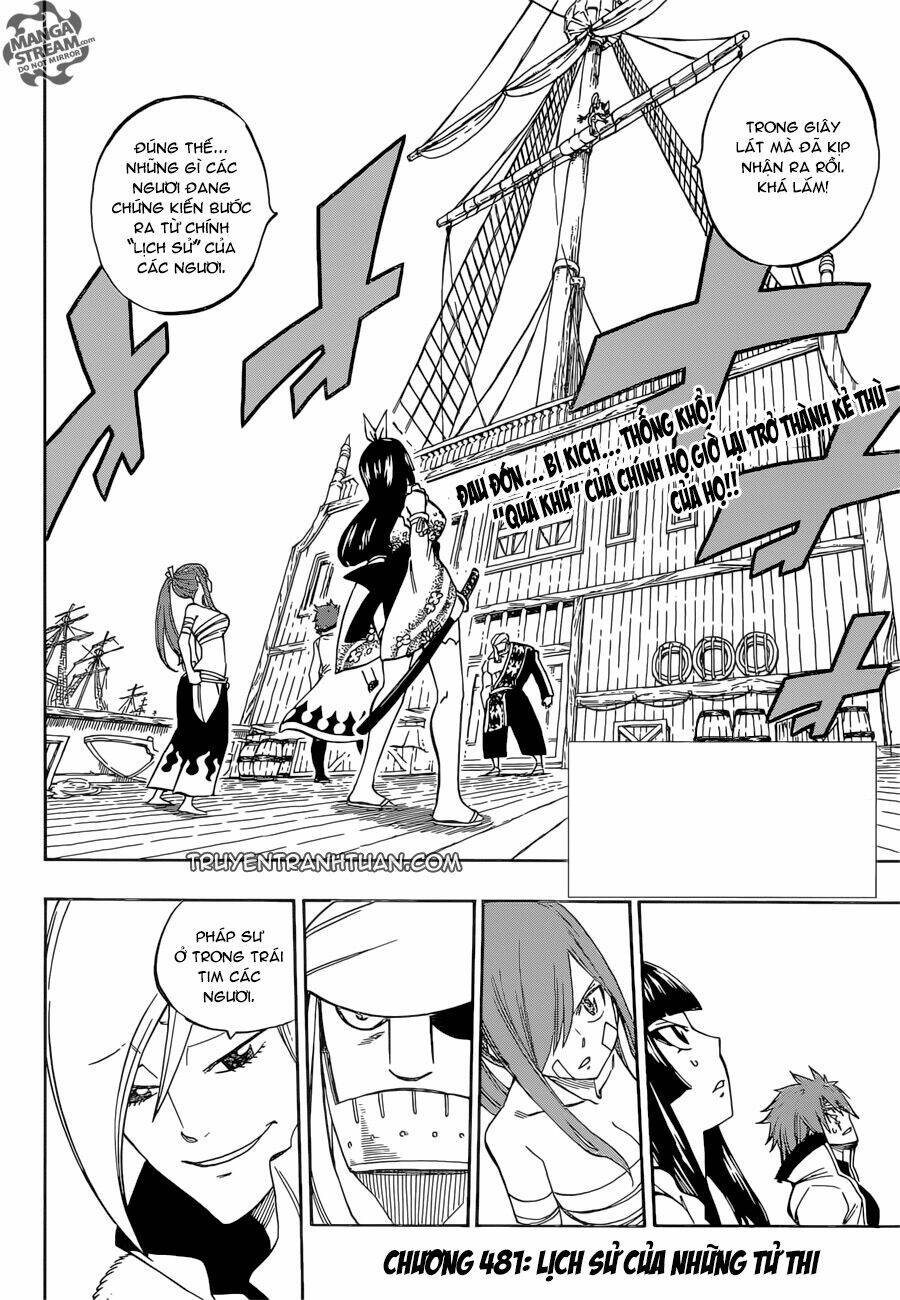 MANGA
STREAM.com
DO NOT MIRROR
TRONG GIÂY
LÁT MÀ ĐÃ KỊP
NHẬN RA RỒI.
KHÁ LẮM!
ĐÚNG THẾ...
NHỮNG GÌ CÁC
NGƯƠI ĐANG
CHỨNG KIẾN BƯỚC
RA TỪ CHÍNH
"LỊCH SỬ" CỦA
CÁC NGƯƠI.
ĐAU ĐỚN... BI KỊCH... THỐNG KHỔ!
"QUÁ KHỨ" CỦA CHÍNH HỌ GIỜ LẠI TRỞ THÀNH KẺ THÙ
CỦA HỌ!!
TRUYENTRANHTUAN.COM
PHÁP SƯ
Ở TRONG TRÁI
TIM CÁC
NGƯƠI.
CHƯƠNG 481: LỊCH SỬ CỦA NHỮNG TỬ THI